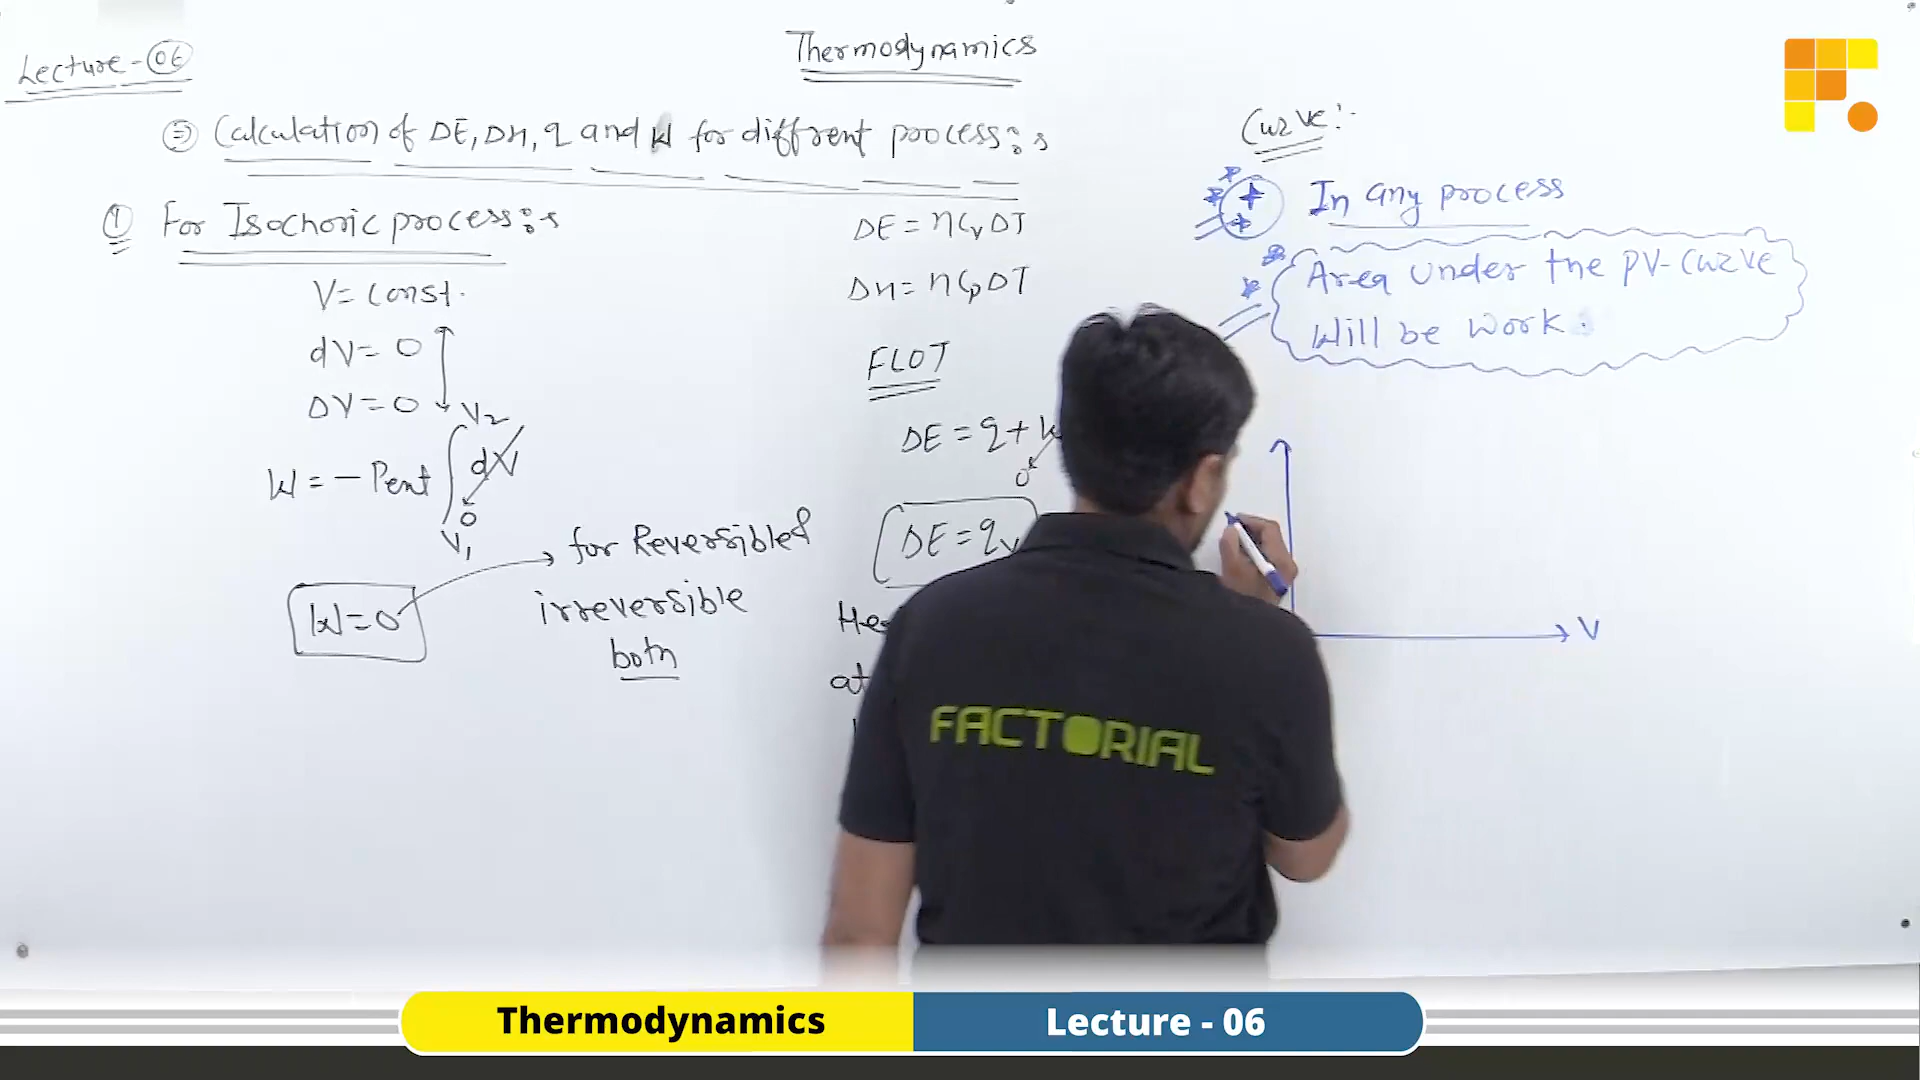 Lecture - 06
Thermodynamics
⇒ Calculation of ΔE, ΔH, q and W for diffrent process:s
① For Isochoric process:s
V = Const.
dV = 0
ΔV = 0
W = - Pext ∫ dV
V2
V1
0
W = 0
for Reversible &
irreversible
both
ΔE = nCvΔT
ΔH = nCpΔT
FLOT
ΔE = q + W
0
ΔE = qv
at
Curve:-
In any process
Area under the PV-Curve
Will be Work.
V
FACTORIAL
Thermodynamics
Lecture - 06